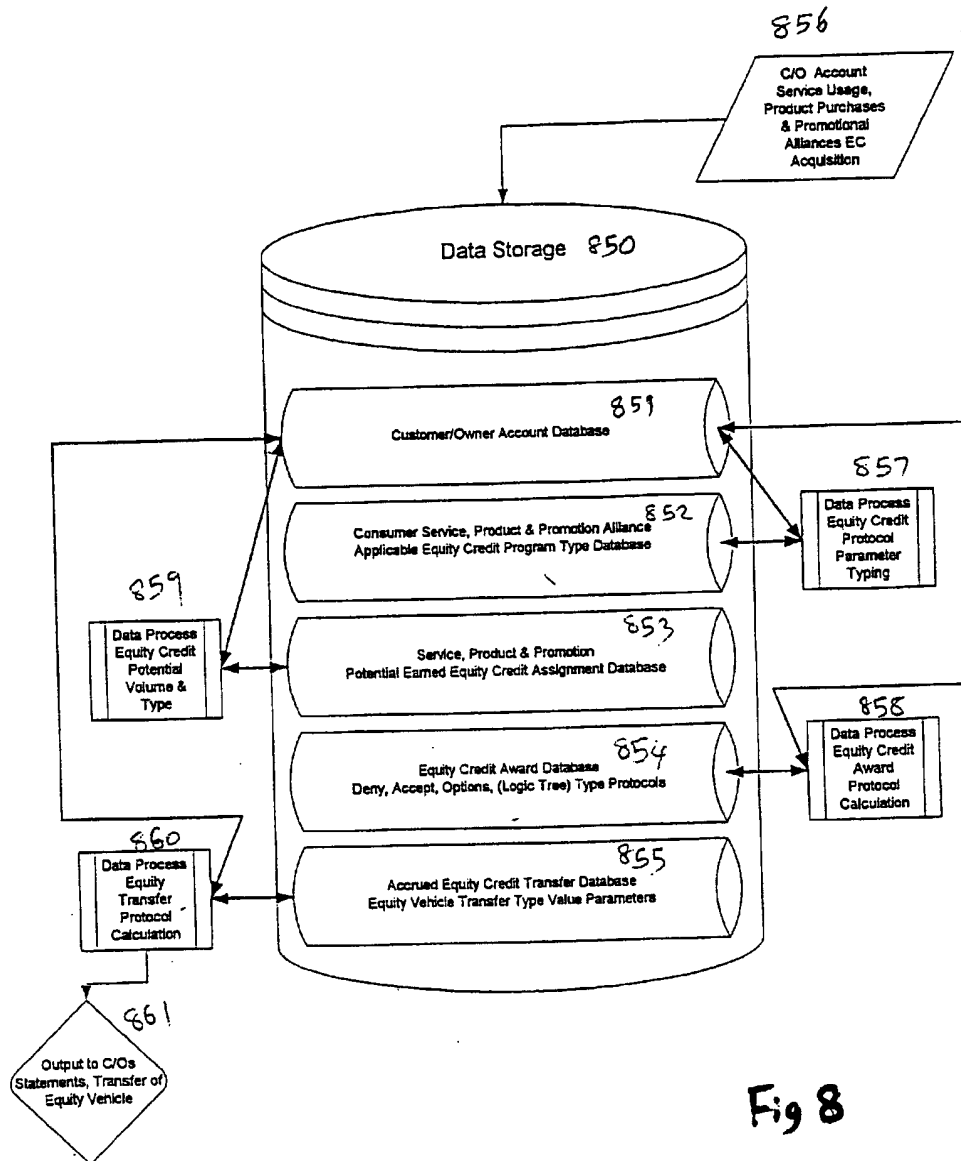 856
C/O Account
Service Usage,
Product Purchases
& Promotional
Alliances EC
Acquisition
Data Storage 850
851
Customer/Owner Account Database
857
Data Process
Equity Credit
Protocol
Parameter
Typing
852
Consumer Service, Product & Promotion Alliance
Applicable Equity Credit Program Type Database
859
Data Process
Equity Credit
Potential
Volume &
Type
853
Service, Product & Promotion
Potential Earned Equity Credit Assignment Database
858
Data Process
Equity Credit
Award
Protocol
Calculation
854
Equity Credit Award Database
Deny, Accept, Options, (Logic Tree) Type Protocols
860
Data Process
Equity
Transfer
Protocol
Calculation
855
Accrued Equity Credit Transfer Database
Equity Vehicle Transfer Type Value Parameters
861
Output to C/Os
Statements, Transfer of
Equity Vehicle
Fig 8